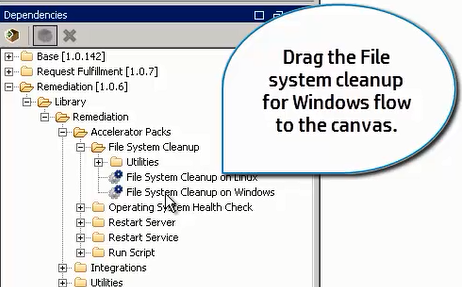 Dependencies
Base [1.0.142]
Request Fulfillment [1.0.7]
Remediation [1.0.6]
Library
Remediation
Accelerator Packs
File System Cleanup
Utilities
File System Cleanup on Linux
File System Cleanup on Windows
Operating System Health Check
Restart Server
Restart Service
Run Script
Integrations
Utilities
Drag the File
system cleanup
for Windows flow
to the canvas.